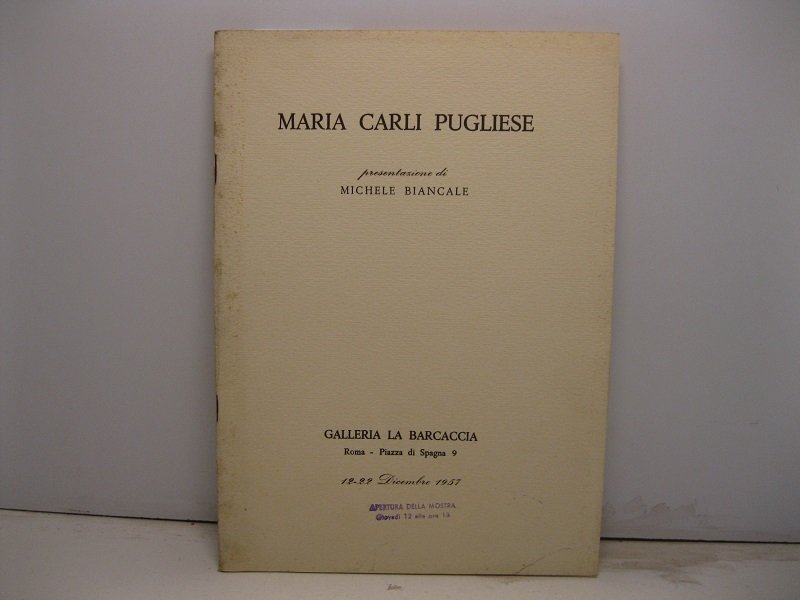 MARIA CARLI PUGLIESE
presentazione di
MICHELE BIANCALE
GALLERIA LA BARCACCIA
Roma - Piazza di Spagna 9
12-22 Dicembre 1957
APERTURA DELLA MOSTRA
Giovedì 12 alle ore 18